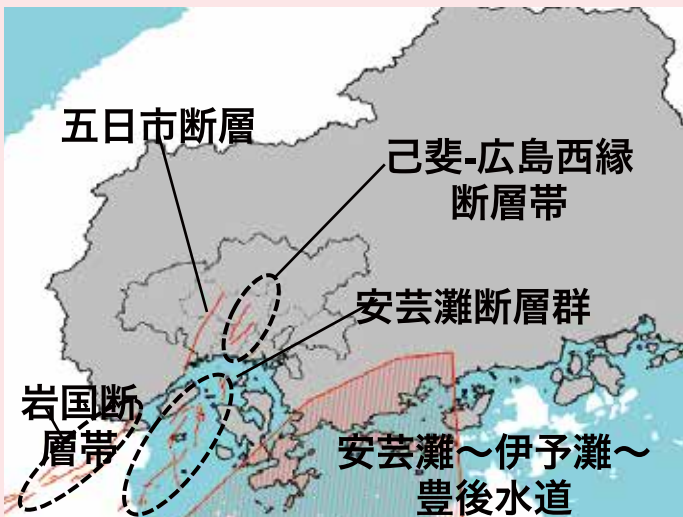 五日市断層
己斐-広島西縁
断層帯
安芸灘断層群
岩国断
層帯
安芸灘～伊予灘～
豊後水道